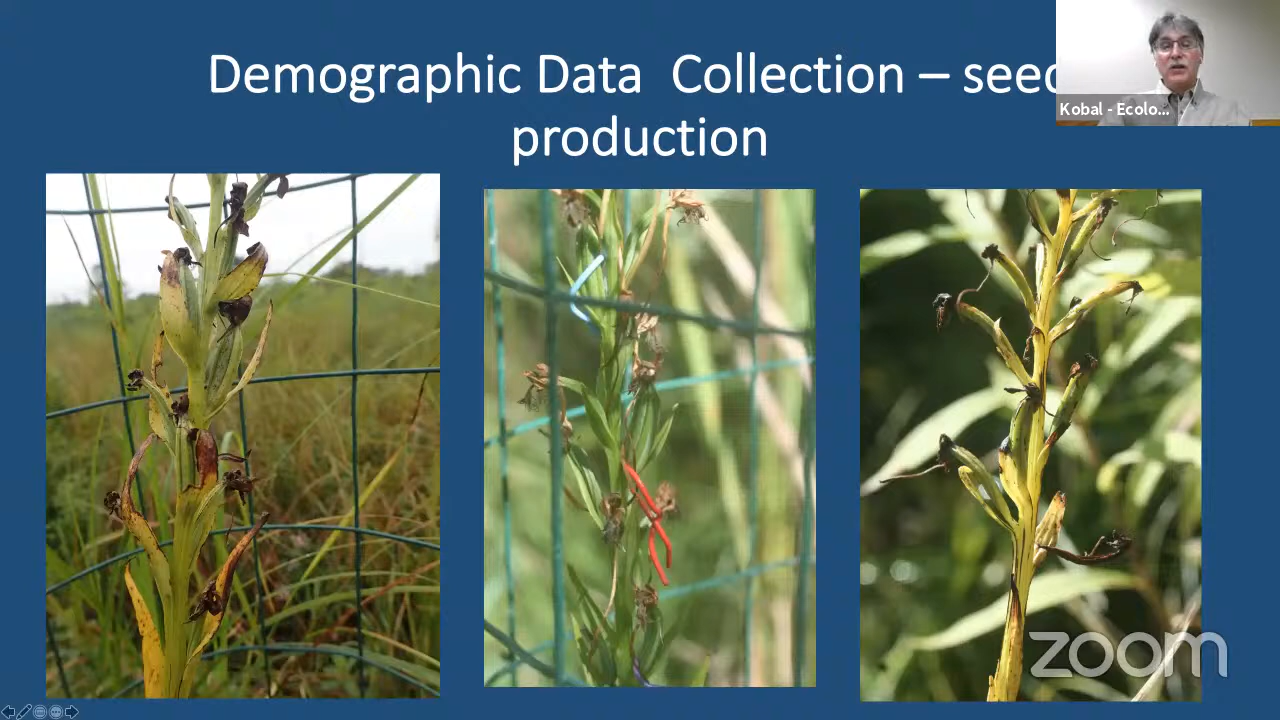 Demographic Data  Collection – seed
production
Kobal - Ecolo...
zoom